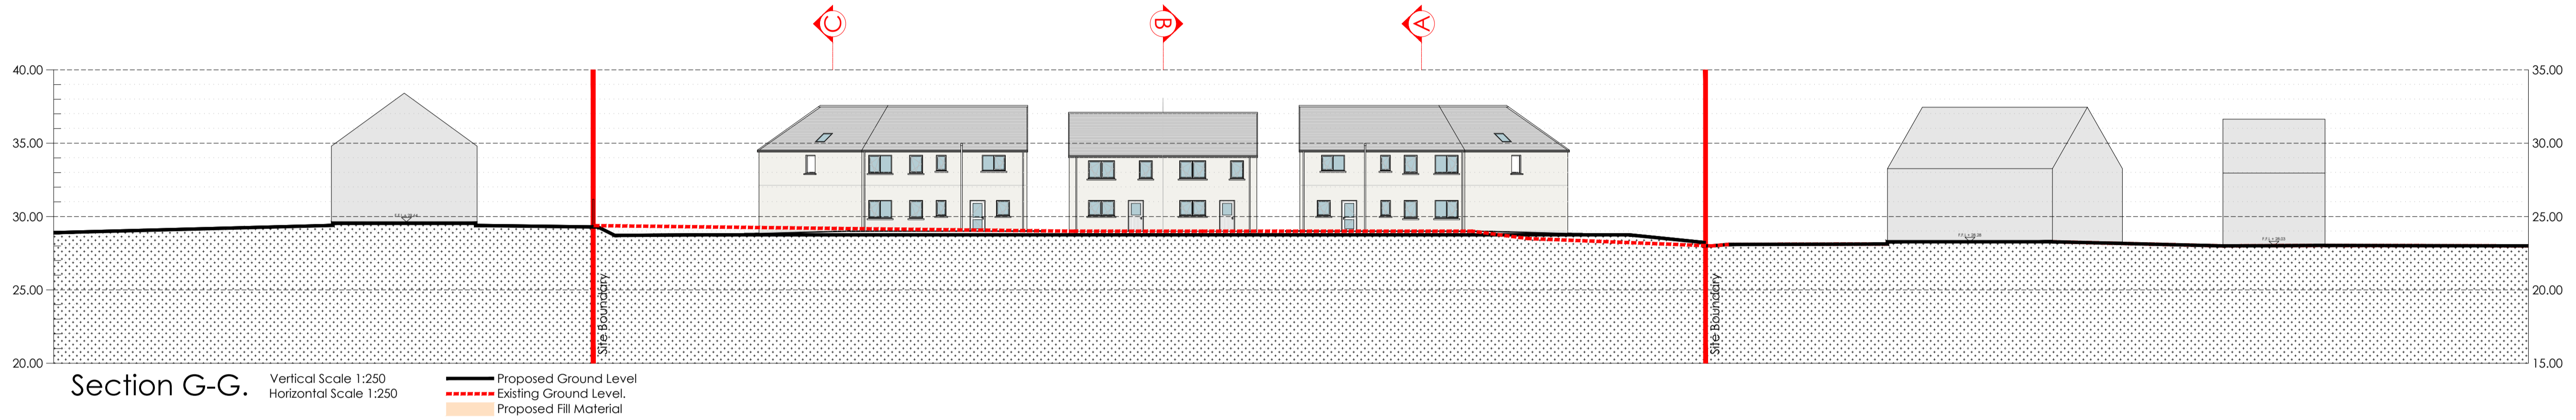 C
B
A
40.00
35.00
35.00
30.00
30.00
25.00
25.00
20.00
20.00
15.00
Site Boundary
Site Boundary
Section G-G.
Vertical Scale 1:250
Horizontal Scale 1:250
Proposed Ground Level
Existing Ground Level.
Proposed Fill Material